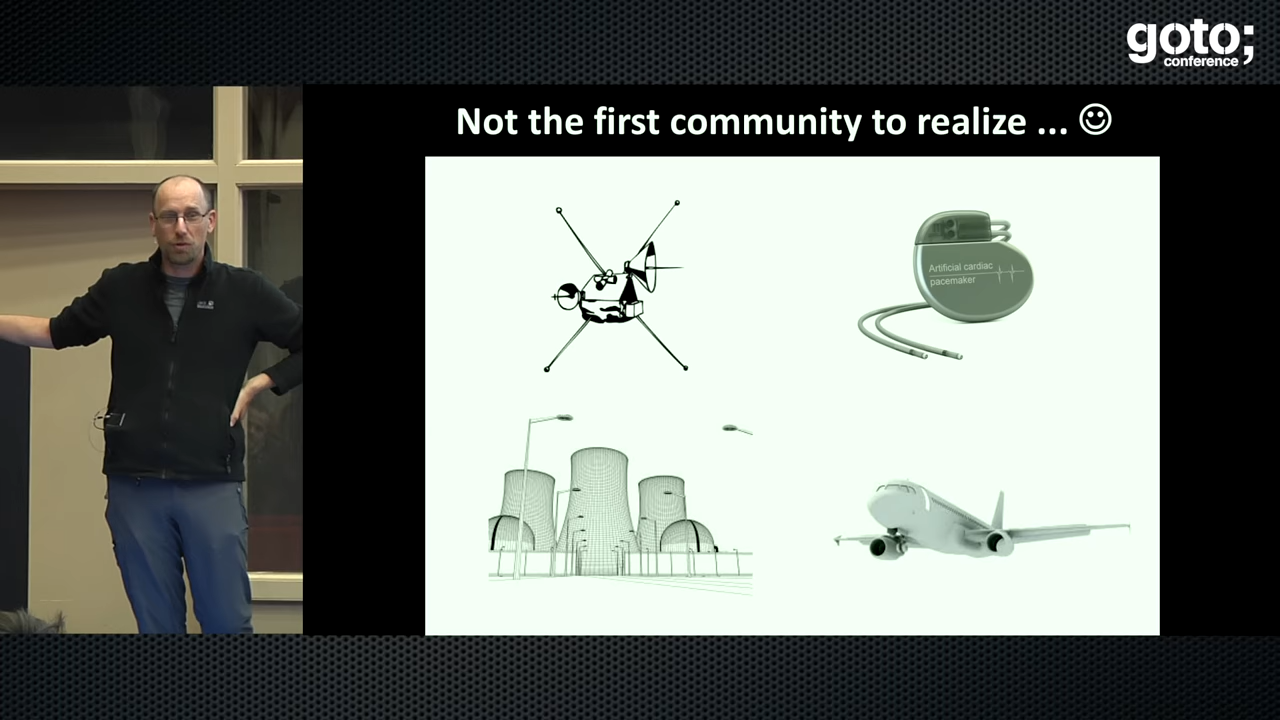 goto;
conference
Not the first community to realize ... ☺
Artificial cardiac
pacemaker